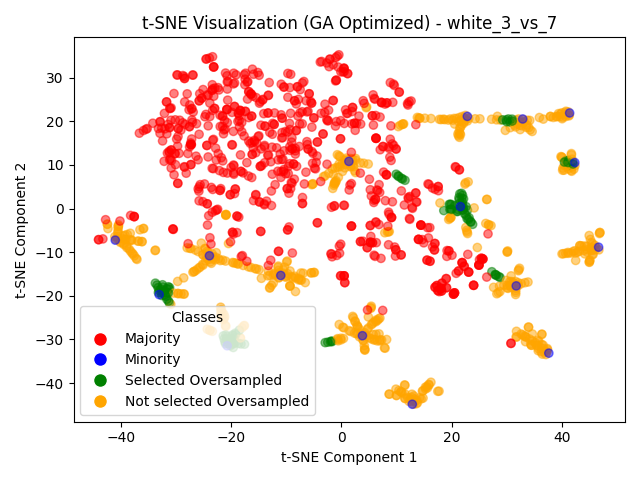 t-SNE Visualization (GA Optimized) - white_3_vs_7
t-SNE Component 2
30
20
10
0
−10
−20
−30
−40
Classes
Majority
Minority
Selected Oversampled
Not selected Oversampled
−40 −20 0 20 40
t-SNE Component 1